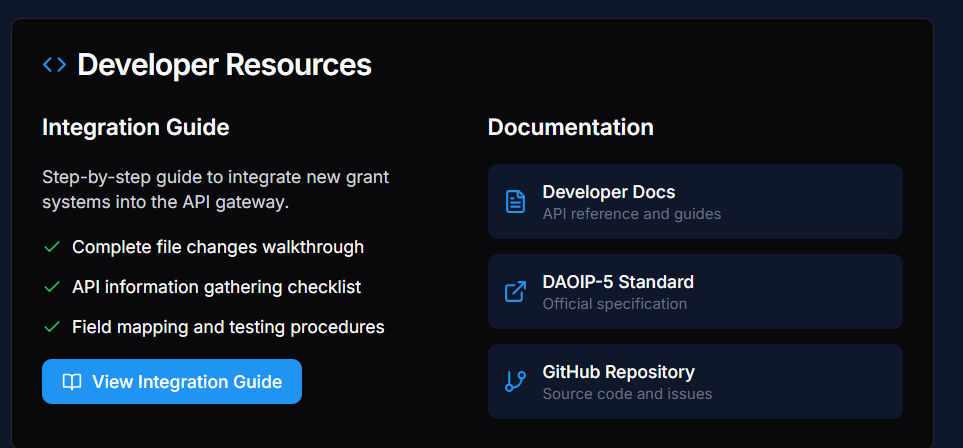 Developer Resources
Integration Guide
Step-by-step guide to integrate new grant
systems into the API gateway.
Complete file changes walkthrough
API information gathering checklist
Field mapping and testing procedures
View Integration Guide
Documentation
Developer Docs
API reference and guides
DAOIP-5 Standard
Official specification
GitHub Repository
Source code and issues